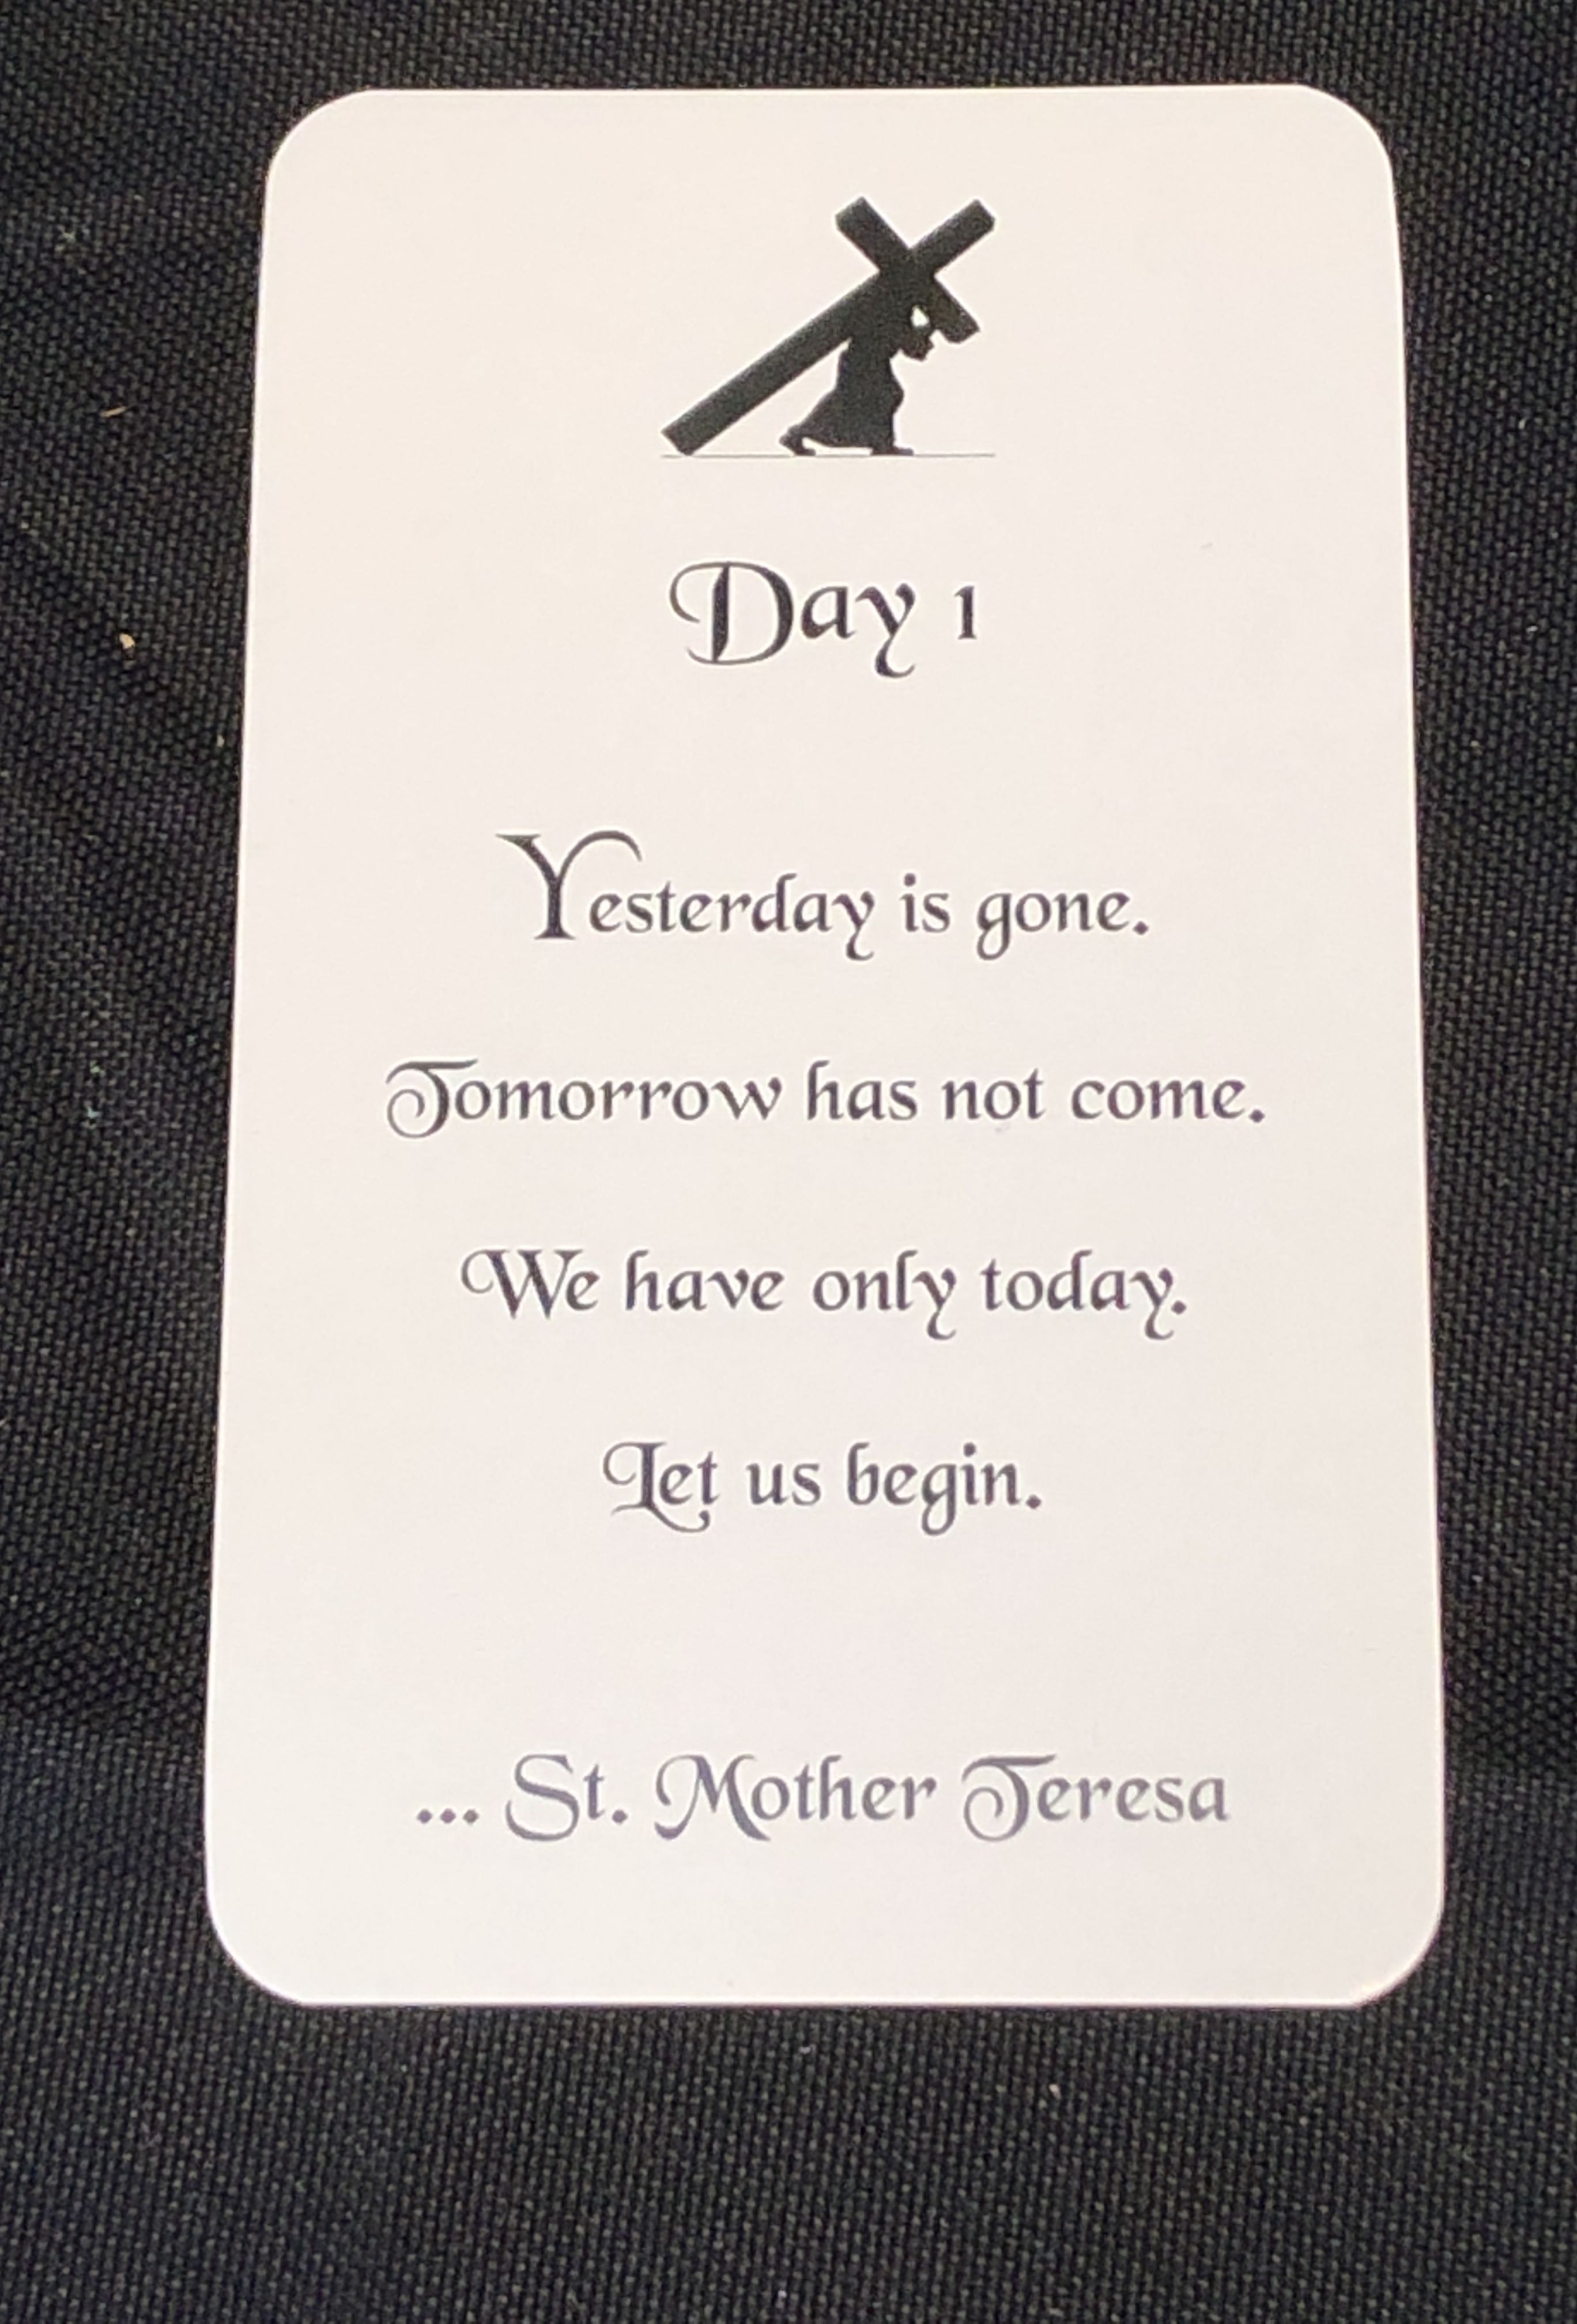 Day 1
Yesterday is gone.
Tomorrow has not come.
We have only today.
Let us begin.
... St. Mother Teresa